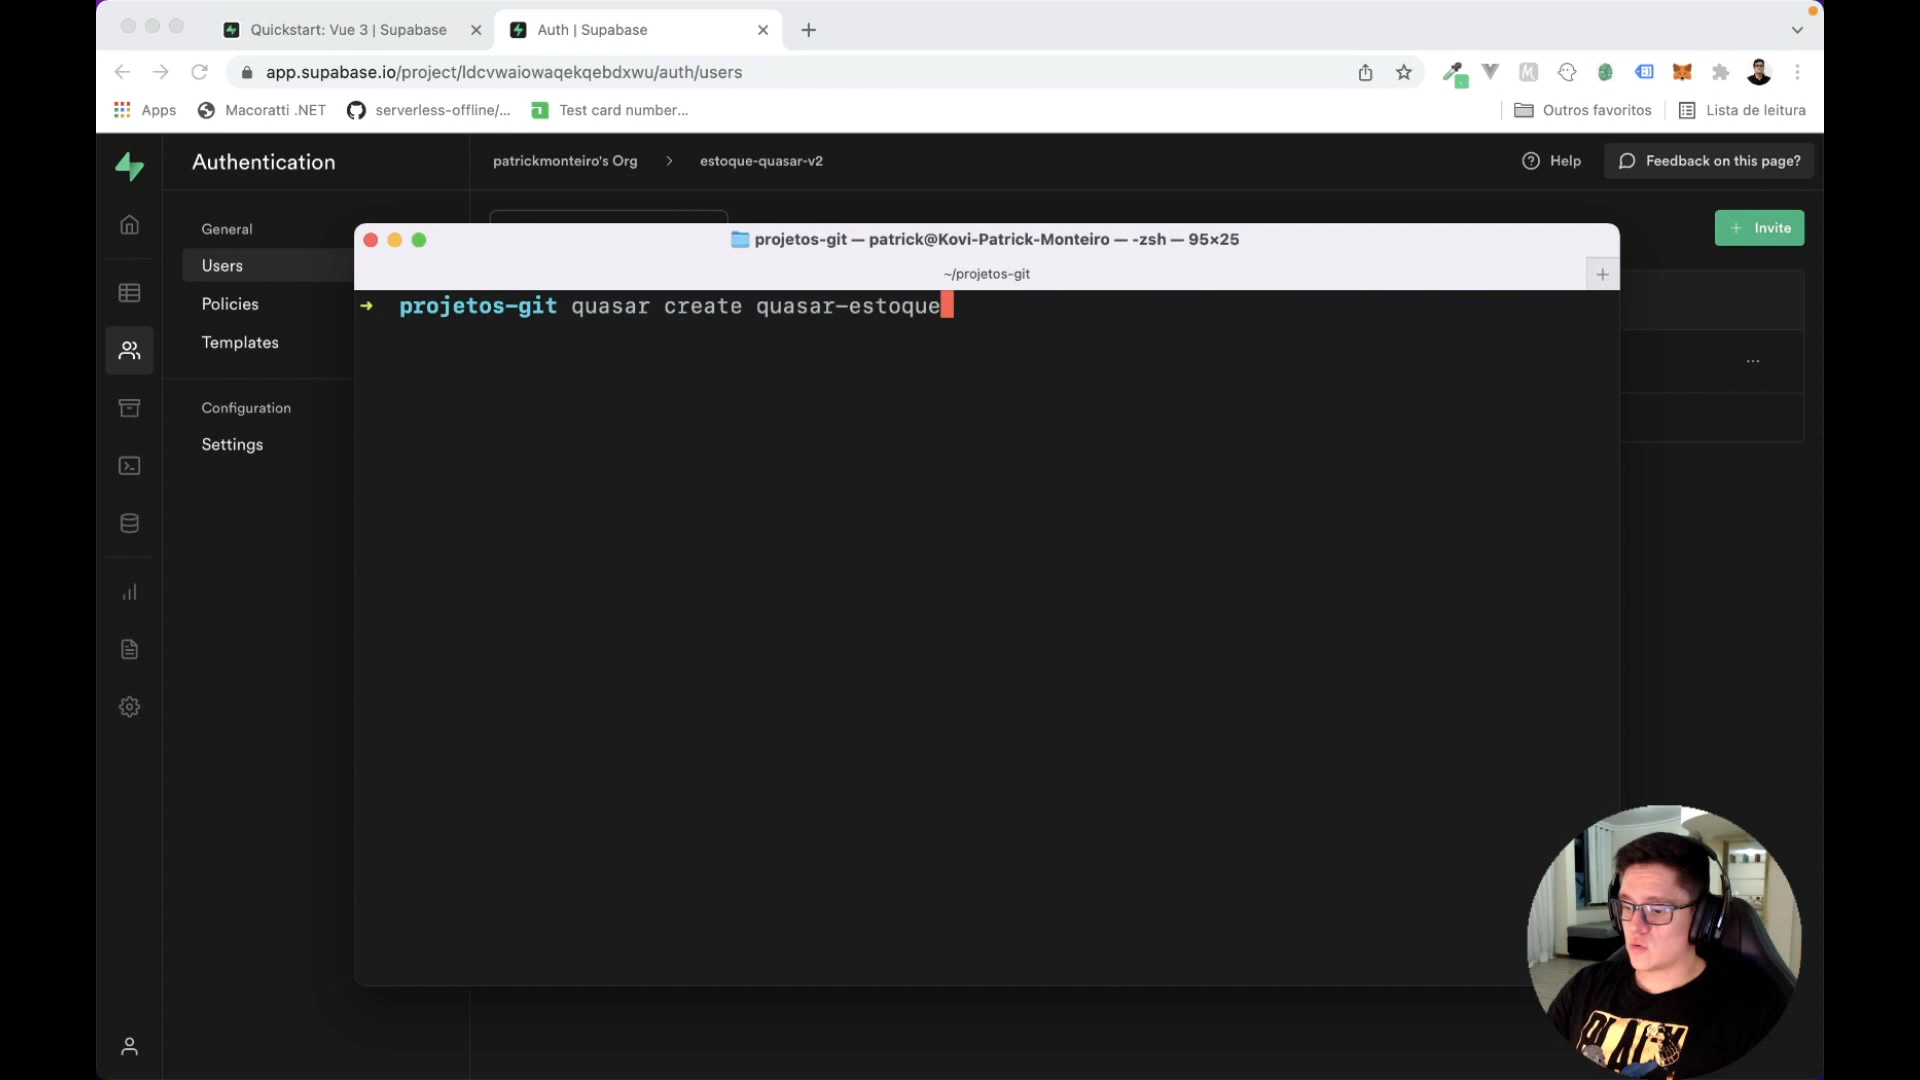 Quickstart: Vue 3 | Supabase
Auth | Supabase
app.supabase.io/project/ldcvwaiowaqekqebdxwu/auth/users
Apps
Macoratti .NET
serverless-offline/...
Test card number...
Outros favoritos
Lista de leitura
Authentication
patrickmonteiro's Org > estoque-quasar-v2
Help
Feedback on this page?
+ Invite
General
Users
Policies
Templates
Configuration
Settings
projetos-git — patrick@Kovi-Patrick-Monteiro — -zsh — 95×25
~/projetos-git
➜ projetos-git quasar create quasar-estoque